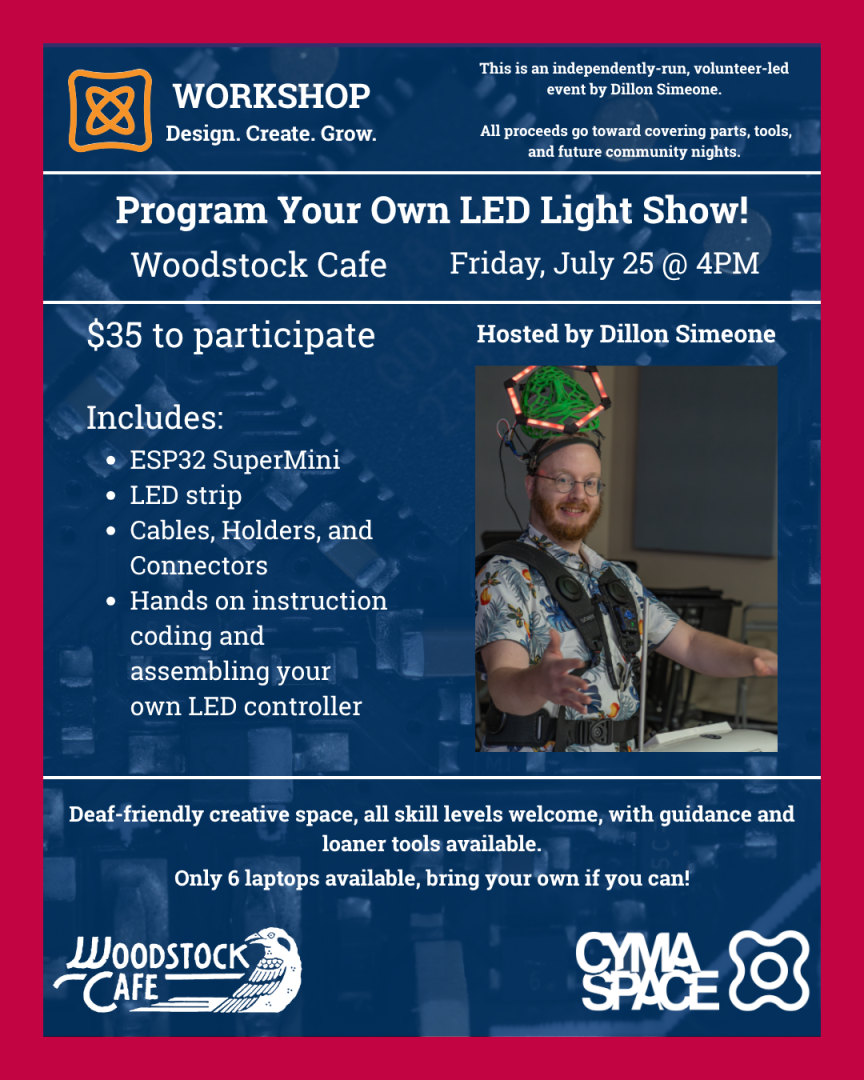 WORKSHOP
Design. Create. Grow.
This is an independently-run, volunteer-led
event by Dillon Simeone.
All proceeds go toward covering parts, tools,
and future community nights.
Program Your Own LED Light Show!
Woodstock Cafe
Friday, July 25 @ 4PM
$35 to participate
Includes:
• ESP32 SuperMini
• LED strip
• Cables, Holders, and
Connectors
• Hands on instruction
coding and
assembling your
own LED controller
Hosted by Dillon Simeone
Deaf-friendly creative space, all skill levels welcome, with guidance and
loaner tools available.
Only 6 laptops available, bring your own if you can!
WOODSTOCK
CAFE
CYMA
SPACE